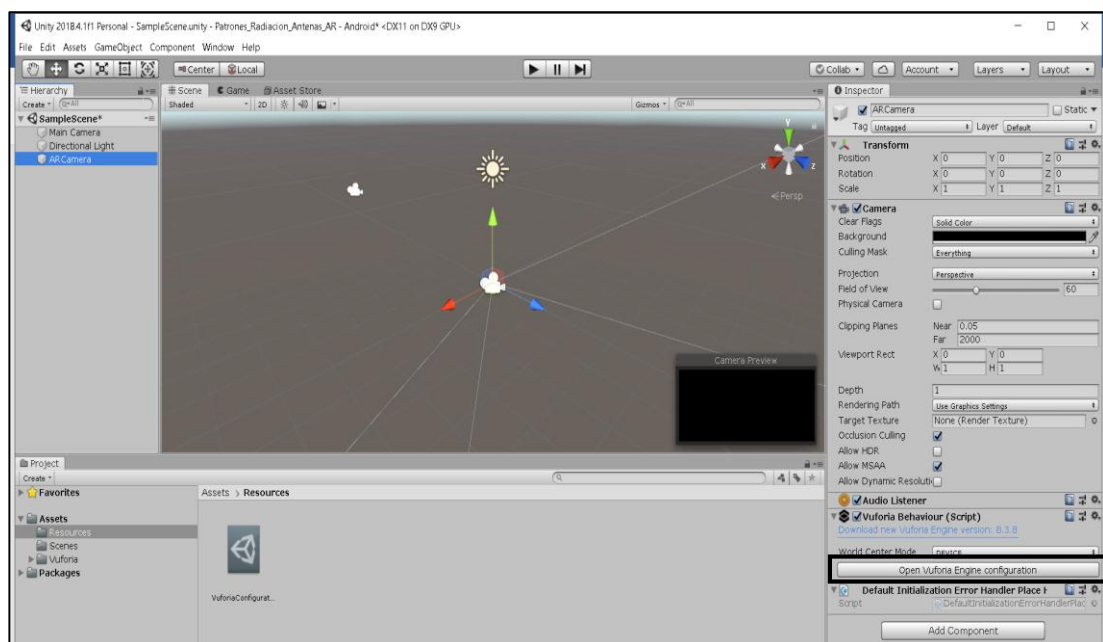 Unity 2018.4.1f1 Personal - SampleScene.unity - Patrones_Radiacion_Antenas_AR - Android* <DX11 on DX9 GPU>
File Edit Assets GameObject Component Window Help
Center Local
Collab Account Layers Layout
Hierarchy
Create Q+All
SampleScene*
Main Camera
Directional Light
ARCamera
Scene Game Asset Store
Shaded 2D Gizmos Q+All
y
x z
Persp
Camera Preview
Inspector
ARCamera Static
Tag Untagged Layer Default
Transform
Position X 0 Y 0 Z 0
Rotation X 0 Y 0 Z 0
Scale X 1 Y 1 Z 1
Camera
Clear Flags Solid Color
Background
Culling Mask Everything
Projection Perspective
Field of View 60
Physical Camera
Clipping Planes Near 0.05
Far 2000
Viewport Rect X 0 Y 0
W 1 H 1
Depth 1
Rendering Path Use Graphics Settings
Target Texture None (Render Texture)
Occlusion Culling
Allow HDR
Allow MSAA
Allow Dynamic Resoluti
Audio Listener
Vuforia Behaviour (Script)
Download new Vuforia Engine version: 8.3.8
World Center Mode DEVICE
Open Vuforia Engine configuration
Default Initialization Error Handler Place H
Script DefaultInitializationErrorHandlerPlac
Add Component
Project
Create
Favorites
Assets
Resources
Scenes
Vuforia
Packages
Assets > Resources
VuforiaConfigurat...